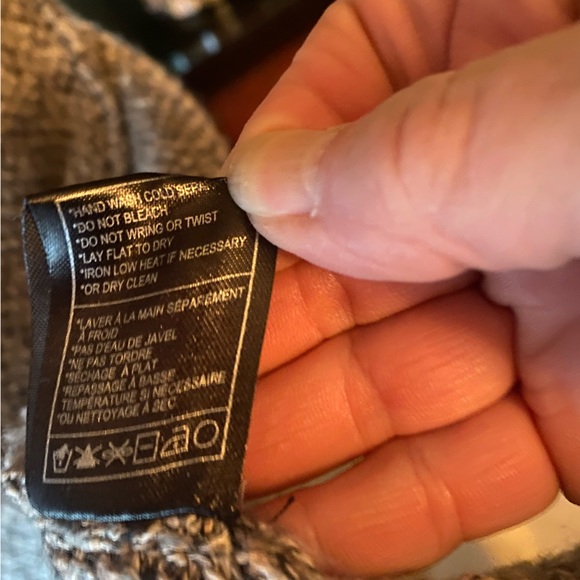 *HAND WASH COLD
*DO NOT BLEACH
*DO NOT WRING OR TWIST
*LAY FLAT TO DRY
*IRON LOW HEAT IF NECESSARY
*OR DRY CLEAN
*LAVER À LA MAIN SÉPARÉMENT
À FROID
*PAS D'EAU DE JAVEL
*NE PAS TORDRE
*SÉCHAGE À PLAT
*REPASSAGE À BASSE
TEMPÉRATURE SI NÉCESSAIRE
*OU NETTOYAGE À SEC